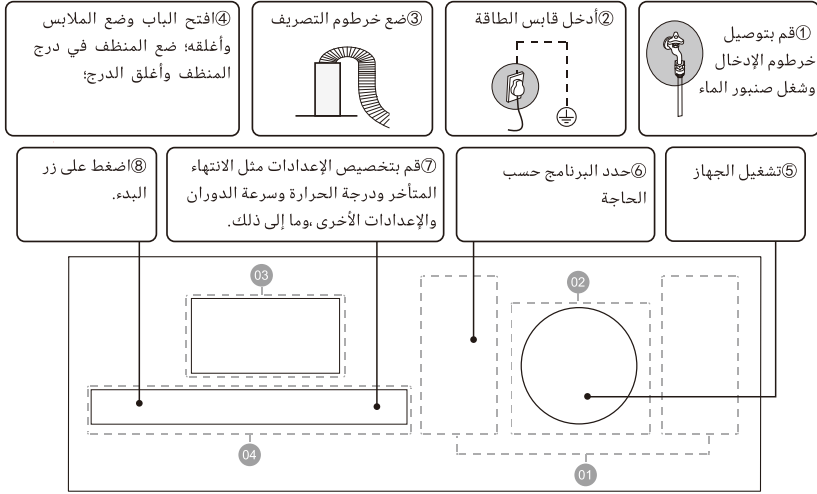 ①قم بتوصيل
خرطوم الإدخال
وشغل صنبور الماء
②أدخل قابس الطاقة
③ضع خرطوم التصريف
④افتح الباب وضع الملابس
وأغلقه؛ ضع المنظف في درج
المنظف وأغلق الدرج؛
⑤تشغيل الجهاز
⑥حدد البرنامج حسب
الحاجة
⑦قم بتخصيص الإعدادات مثل الانتهاء
المتأخر ودرجة الحرارة وسرعة الدوران
والإعدادات الأخرى ،وما إلى ذلك.
⑧اضغط على زر
البدء.
03
02
04
01